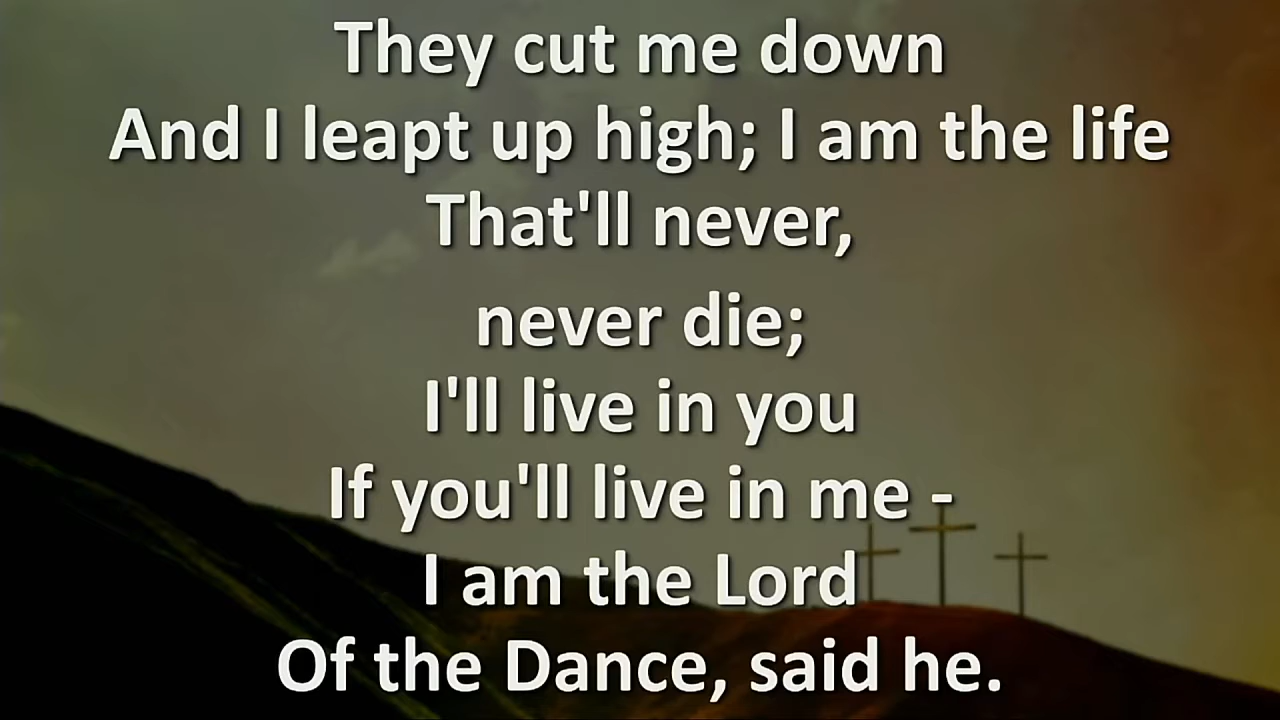 They cut me down
And I leapt up high; I am the life
That'll never,
never die;
I'll live in you
If you'll live in me -
I am the Lord
Of the Dance, said he.